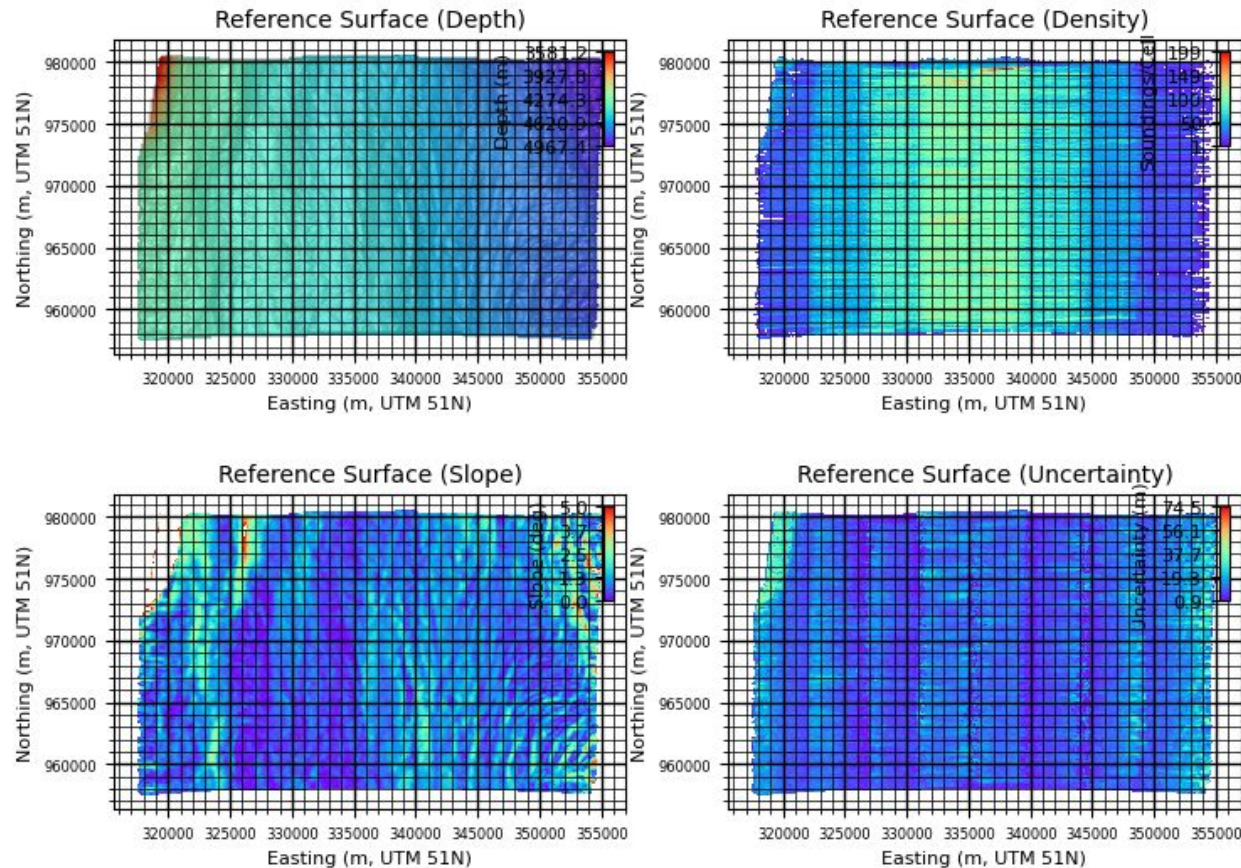 Reference Surface (Depth)
Depth (m)
3581.2
3927.8
4274.3
4620.9
4967.4
Northing (m, UTM 51N)
980000
975000
970000
965000
960000
320000 325000 330000 335000 340000 345000 350000 355000
Easting (m, UTM 51N)
Reference Surface (Density)
Soundings/Cell
199
149
100
50
1
Northing (m, UTM 51N)
980000
975000
970000
965000
960000
320000 325000 330000 335000 340000 345000 350000 355000
Easting (m, UTM 51N)
Reference Surface (Slope)
Slope (deg)
5.0
3.7
2.5
1.3
0.0
Northing (m, UTM 51N)
980000
975000
970000
965000
960000
320000 325000 330000 335000 340000 345000 350000 355000
Easting (m, UTM 51N)
Reference Surface (Uncertainty)
Uncertainty (m)
74.5
56.1
37.7
19.3
0.9
Northing (m, UTM 51N)
980000
975000
970000
965000
960000
320000 325000 330000 335000 340000 345000 350000 355000
Easting (m, UTM 51N)